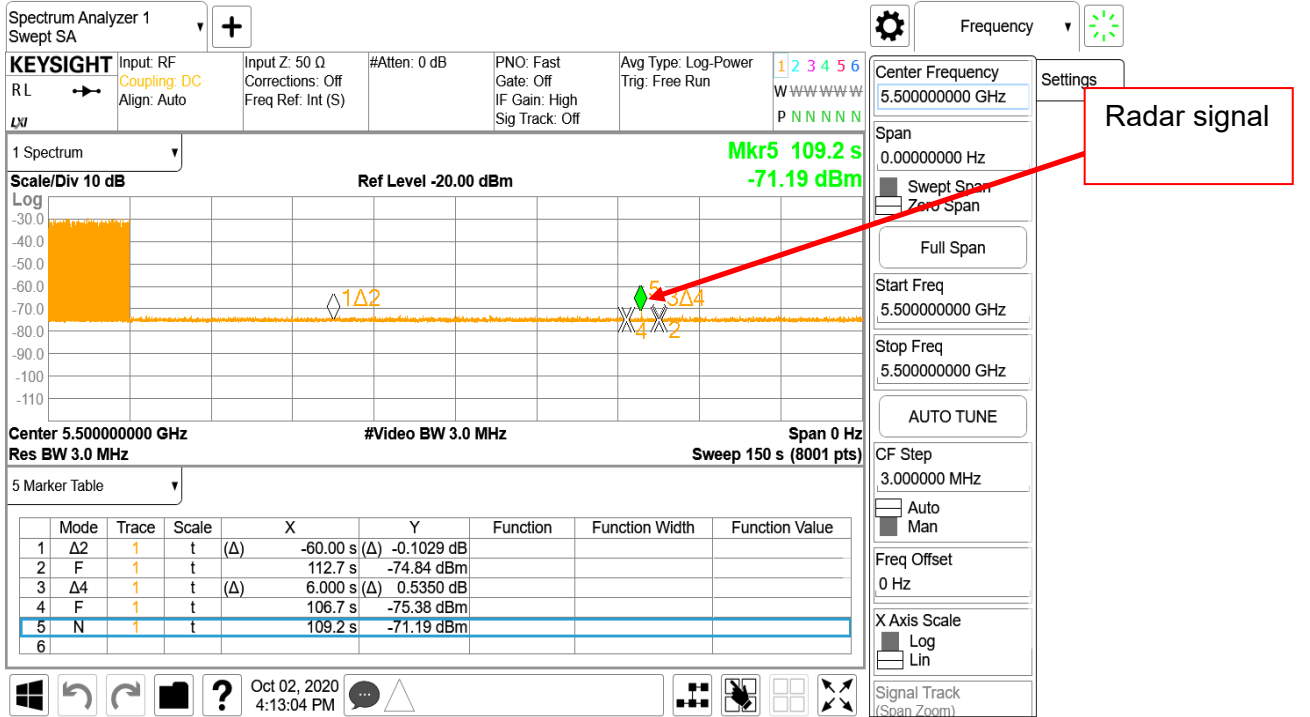 Spectrum Analyzer 1
Swept SA
+
Frequency
KEYSIGHT
R L
LXI
Input: RF
Coupling: DC
Align: Auto
Input Z: 50 Ω
Corrections: Off
Freq Ref: Int (S)
#Atten: 0 dB
PNO: Fast
Gate: Off
IF Gain: High
Sig Track: Off
Avg Type: Log-Power
Trig: Free Run
1 2 3 4 5 6
W W W W W W
P N N N N N
Center Frequency
5.500000000 GHz
Settings
Radar signal
Span
0.00000000 Hz
Swept Span
Zero Span
Full Span
Start Freq
5.500000000 GHz
Stop Freq
5.500000000 GHz
AUTO TUNE
CF Step
3.000000 MHz
Auto
Man
Freq Offset
0 Hz
X Axis Scale
Log
Lin
Signal Track
(Span Zoom)
1 Spectrum
Mkr5 109.2 s
-71.19 dBm
Scale/Div 10 dB
Ref Level -20.00 dBm
Log
-30.0
-40.0
-50.0
-60.0
-70.0
-80.0
-90.0
-100
-110
1Δ2
5
3Δ4
4
2
Center 5.500000000 GHz
#Video BW 3.0 MHz
Span 0 Hz
Res BW 3.0 MHz
Sweep 150 s (8001 pts)
5 Marker Table
Mode Trace Scale X Y Function Function Width Function Value
1 Δ2 1 t (Δ) -60.00 s (Δ) -0.1029 dB
2 F 1 t 112.7 s -74.84 dBm
3 Δ4 1 t (Δ) 6.000 s (Δ) 0.5350 dB
4 F 1 t 106.7 s -75.38 dBm
5 N 1 t 109.2 s -71.19 dBm
6
?
Oct 02, 2020
4:13:04 PM